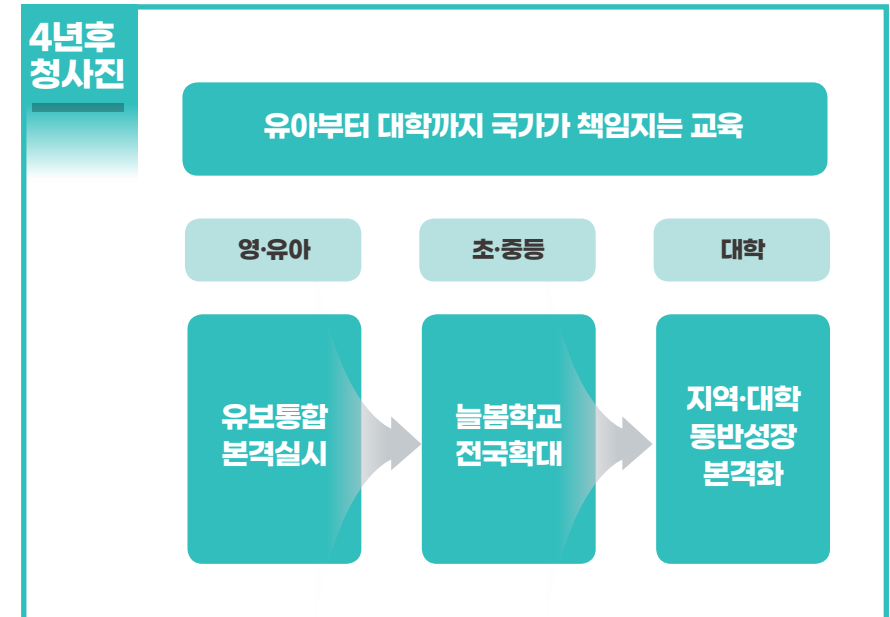 4년후
청사진
유아부터 대학까지 국가가 책임지는 교육
영·유아
초·중등
대학
유보통합
본격실시
늘봄학교
전국확대
지역·대학
동반성장
본격화